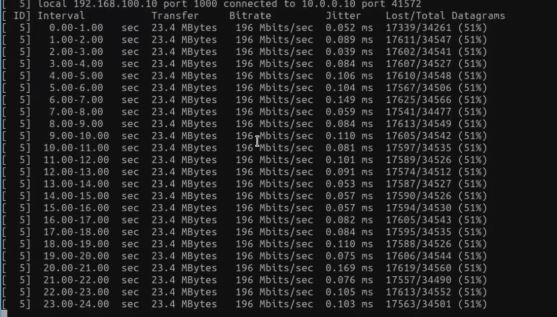 [  5] local 192.168.100.10 port 1000 connected to 10.0.0.10 port 41572
[ ID] Interval Transfer Bitrate Jitter Lost/Total Datagrams
[  5] 0.00-1.00 sec 23.4 MBytes 196 Mbits/sec 0.052 ms 17339/34261 (51%)
[  5] 1.00-2.00 sec 23.4 MBytes 196 Mbits/sec 0.089 ms 17611/34547 (51%)
[  5] 2.00-3.00 sec 23.4 MBytes 196 Mbits/sec 0.039 ms 17602/34541 (51%)
[  5] 3.00-4.00 sec 23.4 MBytes 196 Mbits/sec 0.084 ms 17607/34527 (51%)
[  5] 4.00-5.00 sec 23.4 MBytes 196 Mbits/sec 0.106 ms 17610/34548 (51%)
[  5] 5.00-6.00 sec 23.4 MBytes 196 Mbits/sec 0.104 ms 17567/34506 (51%)
[  5] 6.00-7.00 sec 23.4 MBytes 196 Mbits/sec 0.149 ms 17625/34566 (51%)
[  5] 7.00-8.00 sec 23.4 MBytes 196 Mbits/sec 0.059 ms 17541/34477 (51%)
[  5] 8.00-9.00 sec 23.4 MBytes 196 Mbits/sec 0.084 ms 17613/34549 (51%)
[  5] 9.00-10.00 sec 23.4 MBytes 196 Mbits/sec 0.110 ms 17605/34542 (51%)
[  5] 10.00-11.00 sec 23.4 MBytes 196 Mbits/sec 0.081 ms 17597/34535 (51%)
[  5] 11.00-12.00 sec 23.4 MBytes 196 Mbits/sec 0.101 ms 17589/34526 (51%)
[  5] 12.00-13.00 sec 23.4 MBytes 196 Mbits/sec 0.091 ms 17574/34512 (51%)
[  5] 13.00-14.00 sec 23.4 MBytes 196 Mbits/sec 0.053 ms 17587/34527 (51%)
[  5] 14.00-15.00 sec 23.4 MBytes 196 Mbits/sec 0.057 ms 17590/34526 (51%)
[  5] 15.00-16.00 sec 23.4 MBytes 196 Mbits/sec 0.057 ms 17594/34530 (51%)
[  5] 16.00-17.00 sec 23.4 MBytes 196 Mbits/sec 0.082 ms 17605/34543 (51%)
[  5] 17.00-18.00 sec 23.4 MBytes 196 Mbits/sec 0.084 ms 17595/34535 (51%)
[  5] 18.00-19.00 sec 23.4 MBytes 196 Mbits/sec 0.110 ms 17588/34526 (51%)
[  5] 19.00-20.00 sec 23.4 MBytes 196 Mbits/sec 0.075 ms 17606/34544 (51%)
[  5] 20.00-21.00 sec 23.4 MBytes 196 Mbits/sec 0.169 ms 17619/34560 (51%)
[  5] 21.00-22.00 sec 23.4 MBytes 196 Mbits/sec 0.076 ms 17557/34490 (51%)
[  5] 22.00-23.00 sec 23.4 MBytes 196 Mbits/sec 0.105 ms 17613/34552 (51%)
[  5] 23.00-24.00 sec 23.4 MBytes 196 Mbits/sec 0.103 ms 17563/34501 (51%)